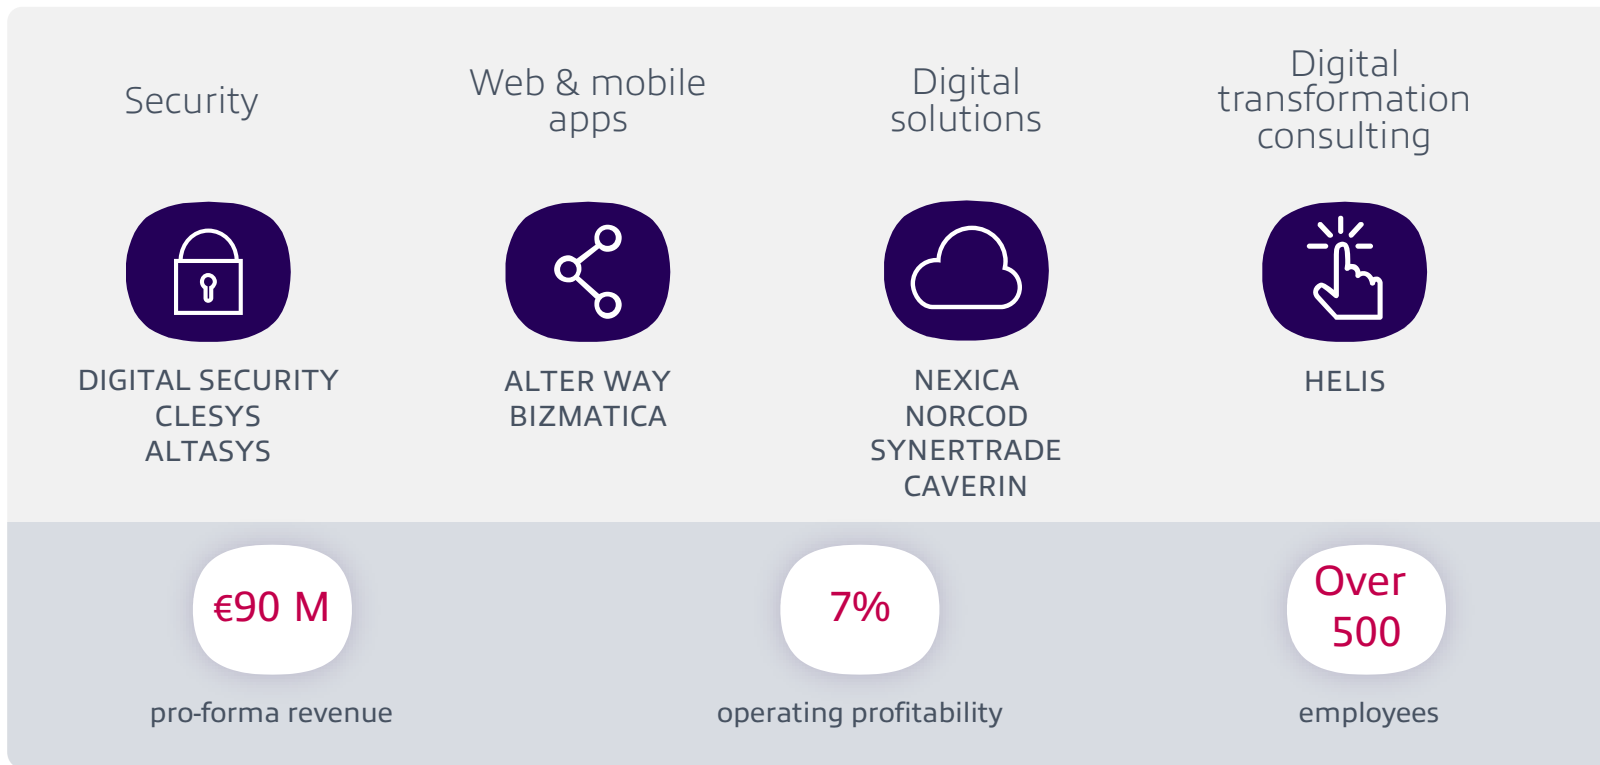 Security
Web & mobile
apps
Digital
solutions
Digital
transformation
consulting
DIGITAL SECURITY
CLESYS
ALTASYS
ALTER WAY
BIZMATICA
NEXICA
NORCOD
SYNERTRADE
CAVERIN
HELIS
€90 M
pro-forma revenue
7%
operating profitability
Over
500
employees